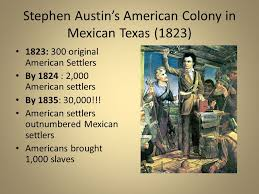 Stephen Austin’s American Colony in
Mexican Texas (1823)
• 1823: 300 original
American Settlers
• By 1824 : 2,000
American settlers
• By 1835: 30,000!!!
• American settlers
outnumbered Mexican
settlers
• Americans brought
1,000 slaves